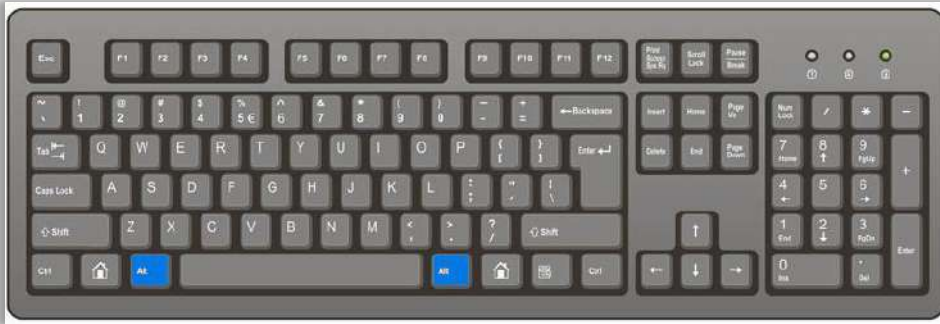 Esc F1 F2 F3 F4 F5 F6 F7 F8 F9 F10 F11 F12 Print Screen Sys Rq Scroll Lock Pause Break
~ ` ! 1 @ 2 # 3 $ 4 % 5 € ^ 6 & 7 * 8 ( 9 ) 0 _ - + = ←Backspace Insert Home Page Up Num Lock / * −
Tab Q W E R T Y U I O P { [ } ] Enter Delete End Page Down 7 Home 8 ↑ 9 PgUp +
Caps Lock A S D F G H J K L : ; " ' | \ 4 ← 5 6 →
⇧ Shift Z X C V B N M < , > . ? / ⇧ Shift ↑ 1 End 2 ↓ 3 PgDn Enter
Ctrl Alt Alt Ctrl ← ↓ → 0 Ins . Del